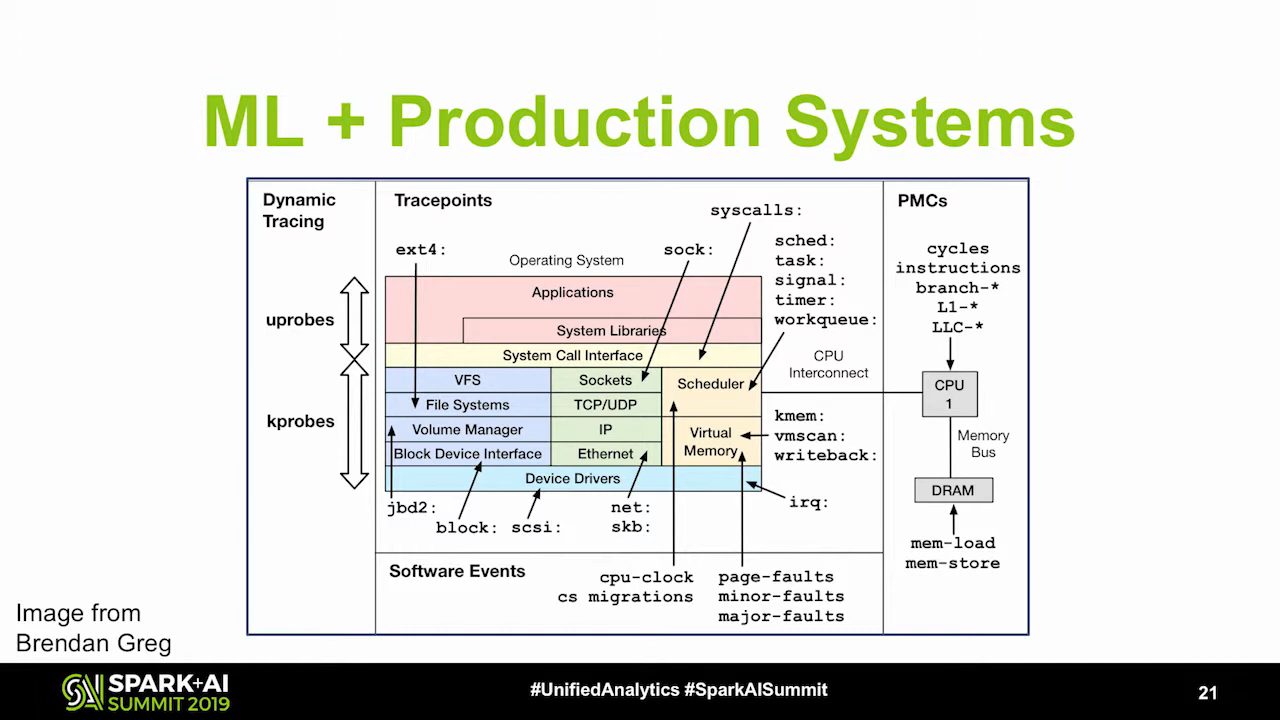 ML + Production Systems
Dynamic
Tracing
uprobes
kprobes
Tracepoints
syscalls:
ext4:
Operating System
sock:
sched:
task:
signal:
timer:
workqueue:
Applications
System Libraries
System Call Interface
VFS
Sockets
Scheduler
File Systems
TCP/UDP
Volume Manager
IP
Virtual
Memory
Block Device Interface
Ethernet
Device Drivers
kmem:
vmscan:
writeback:
irq:
jbd2:
block:
scsi:
net:
skb:
CPU
Interconnect
Software Events
cpu-clock
cs migrations
page-faults
minor-faults
major-faults
PMCs
cycles
instructions
branch-*
L1-*
LLC-*
CPU
1
Memory
Bus
DRAM
mem-load
mem-store
Image from
Brendan Greg
SPARK+AI
SUMMIT 2019
#UnifiedAnalytics #SparkAISummit
21